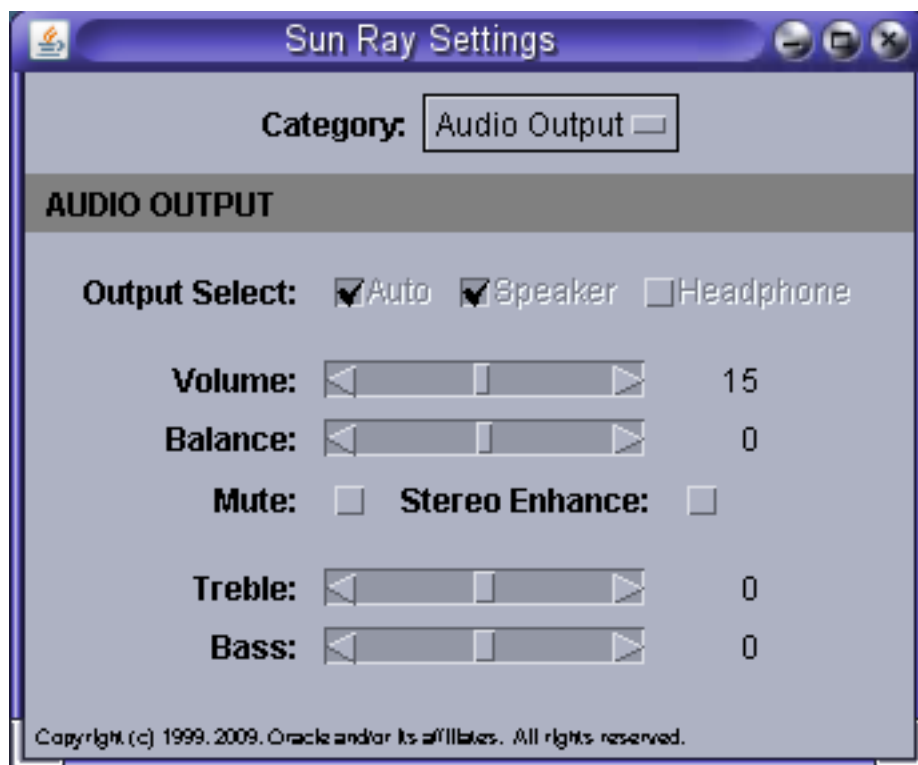 Sun Ray Settings
Category: Audio Output
AUDIO OUTPUT
Output Select: Auto Speaker Headphone
Volume: 15
Balance: 0
Mute: Stereo Enhance:
Treble: 0
Bass: 0
Copyright (c) 1999, 2009, Oracle and/or its affiliates. All rights reserved.